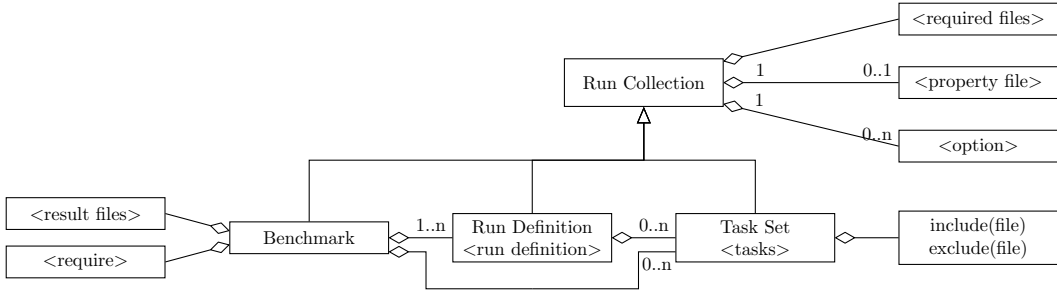 <required files>
Run Collection
1
0..1
<property file>
1
0..n
<option>
<result files>
<require>
Benchmark
1..n
Run Definition
<run definition>
0..n
0..n
Task Set
<tasks>
include(file)
exclude(file)